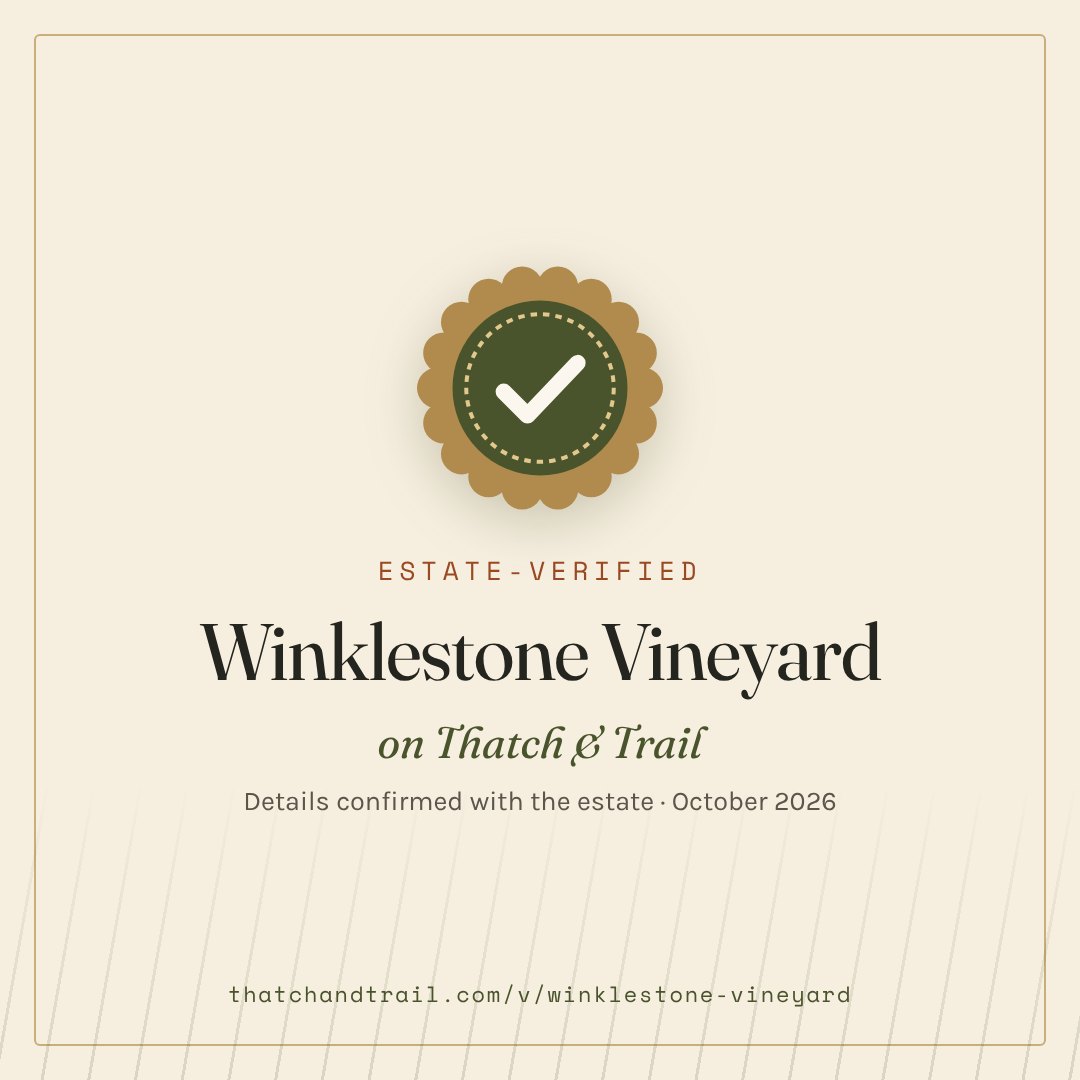 ESTATE-VERIFIED
Winklestone Vineyard
on Thatch & Trail
Details confirmed with the estate · October 2026
thatchandtrail.com/v/winklestone-vineyard